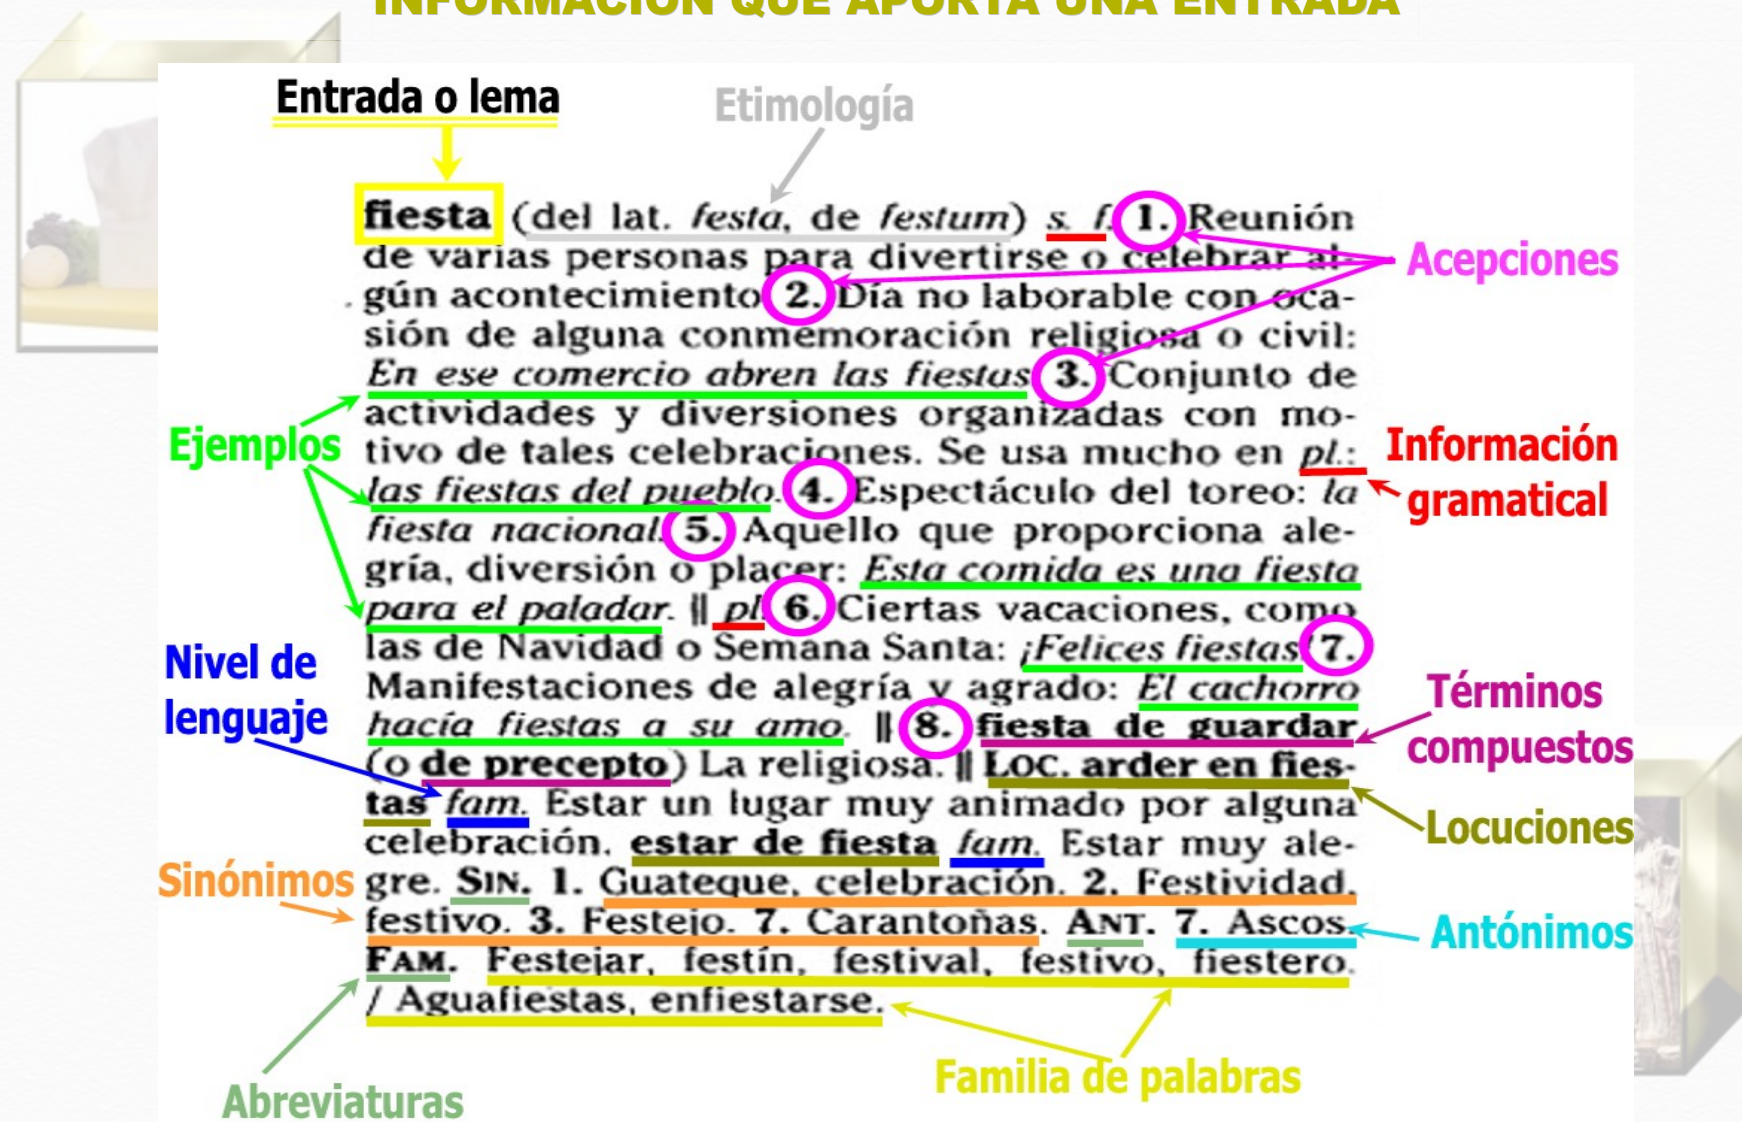 INFORMACIÓN QUE APORTA UNA ENTRADA
Entrada o lema
Etimología
fiesta (del lat. festa, de festum) s. f. 1. Reunión
de varias personas para divertirse o celebrar al-
gún acontecimiento 2. Día no laborable con oca-
sión de alguna conmemoración religiosa o civil:
En ese comercio abren las fiestas 3. Conjunto de
actividades y diversiones organizadas con mo-
tivo de tales celebraciones. Se usa mucho en pl.:
las fiestas del pueblo. 4. Espectáculo del toreo: la
fiesta nacional. 5. Aquello que proporciona ale-
gría, diversión o placer: Esta comida es una fiesta
para el paladar. || pl. 6. Ciertas vacaciones, como
las de Navidad o Semana Santa: ¡Felices fiestas! 7.
Manifestaciones de alegría y agrado: El cachorro
hacía fiestas a su amo. || 8. fiesta de guardar
(o de precepto) La religiosa. || LOC. arder en fies-
tas fam. Estar un lugar muy animado por alguna
celebración. estar de fiesta fam. Estar muy ale-
gre. SIN. 1. Guateque, celebración. 2. Festividad,
festivo. 3. Festejo. 7. Carantoñas. ANT. 7. Ascos.
FAM. Festejar, festín, festival, festivo, fiestero.
/ Aguafiestas, enfiestarse.
Acepciones
Ejemplos
Información
gramatical
Nivel de
lenguaje
Términos
compuestos
Locuciones
Sinónimos
Antónimos
Familia de palabras
Abreviaturas